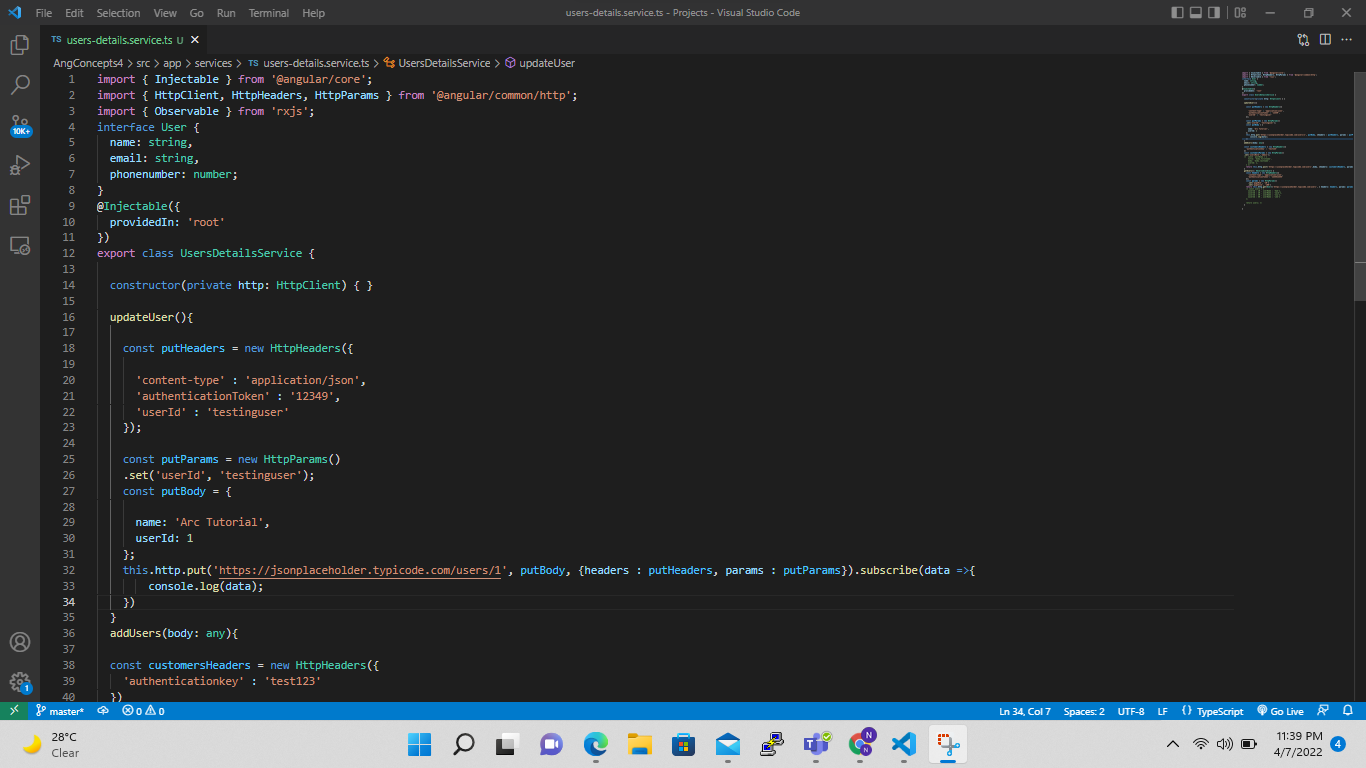 File Edit Selection View Go Run Terminal Help users-details.service.ts - Projects - Visual Studio Code
TS users-details.service.ts U
AngConcepts4 > src > app > services > TS users-details.service.ts > UsersDetailsService > updateUser
1 import { Injectable } from '@angular/core';
2 import { HttpClient, HttpHeaders, HttpParams } from '@angular/common/http';
3 import { Observable } from 'rxjs';
4 interface User {
5 name: string,
6 email: string,
7 phonenumber: number;
8 }
9 @Injectable({
10 providedIn: 'root'
11 })
12 export class UsersDetailsService {
13
14 constructor(private http: HttpClient) { }
15
16 updateUser(){
17
18 const putHeaders = new HttpHeaders({
19
20 'content-type' : 'application/json',
21 'authenticationToken' : '12349',
22 'userId' : 'testinguser'
23 });
24
25 const putParams = new HttpParams()
26 .set('userId', 'testinguser');
27 const putBody = {
28
29 name: 'Arc Tutorial',
30 userId: 1
31 };
32 this.http.put('https://jsonplaceholder.typicode.com/users/1', putBody, {headers : putHeaders, params : putParams}).subscribe(data =>{
33 console.log(data);
34 })
35 }
36 addUsers(body: any){
37
38 const customersHeaders = new HttpHeaders({
39 'authenticationkey' : 'test123'
40 })
10K+
1
master* 0 0 Ln 34, Col 7 Spaces: 2 UTF-8 LF {} TypeScript Go Live
28°C
Clear
N
N
11:39 PM
4/7/2022
4